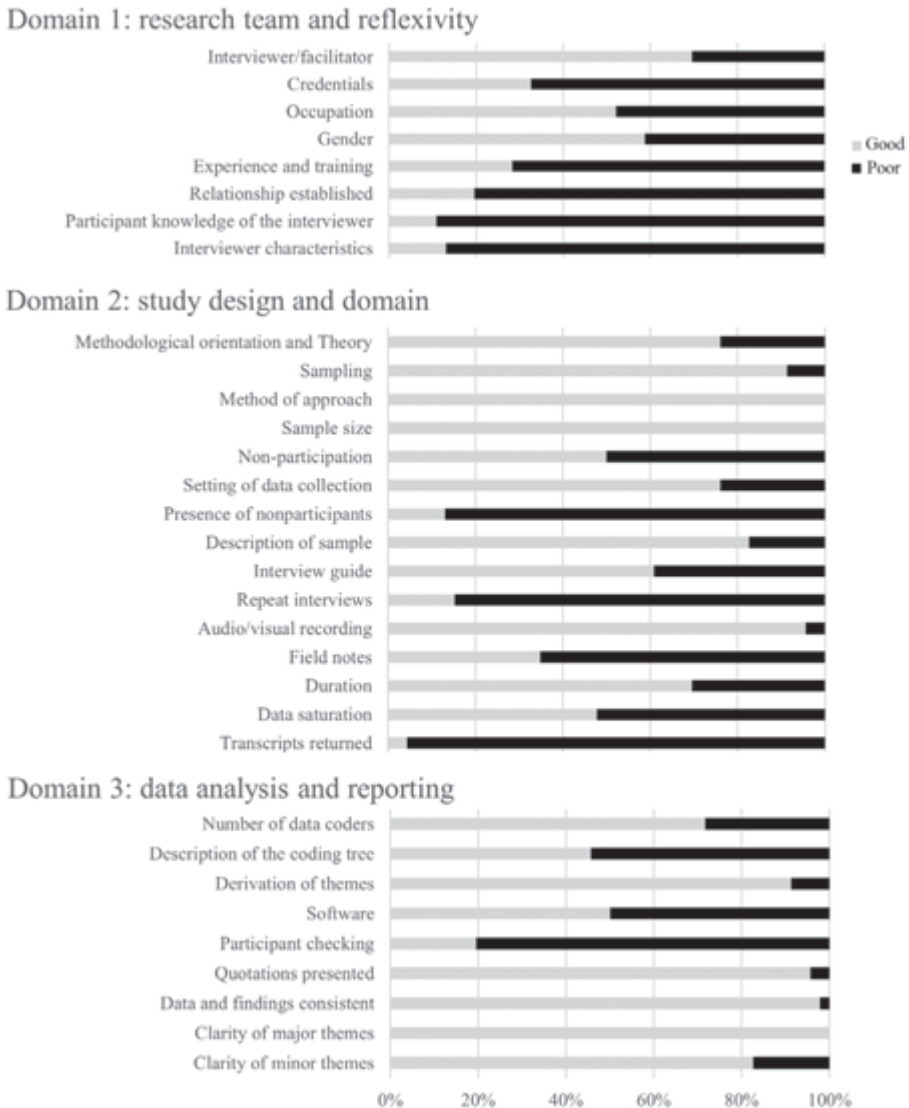 Domain 1: research team and reflexivity
Interviewer/facilitator
Credentials
Occupation
Gender
Experience and training
Relationship established
Participant knowledge of the interviewer
Interviewer characteristics
Good
Poor
Domain 2: study design and domain
Methodological orientation and Theory
Sampling
Method of approach
Sample size
Non-participation
Setting of data collection
Presence of nonparticipants
Description of sample
Interview guide
Repeat interviews
Audio/visual recording
Field notes
Duration
Data saturation
Transcripts returned
Domain 3: data analysis and reporting
Number of data coders
Description of the coding tree
Derivation of themes
Software
Participant checking
Quotations presented
Data and findings consistent
Clarity of major themes
Clarity of minor themes
0% 20% 40% 60% 80% 100%